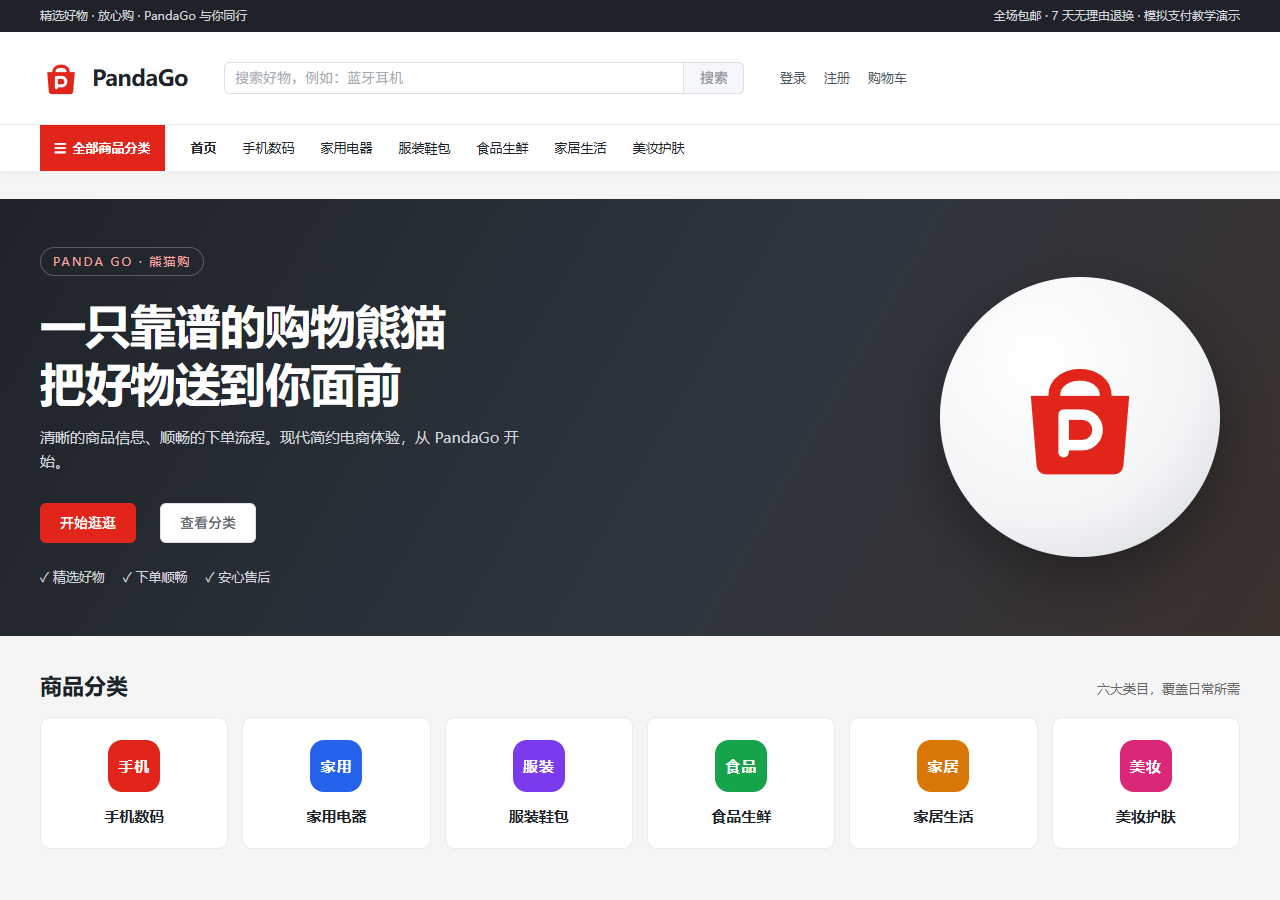 精选好物 · 放心购 · PandaGo 与你同行
全场包邮 · 7 天无理由退换 · 模拟支付教学演示
PandaGo
搜索好物，例如：蓝牙耳机
搜索
登录 注册 购物车
☰ 全部商品分类
首页 手机数码 家用电器 服装鞋包 食品生鲜 家居生活 美妆护肤
PANDA GO · 熊猫购
一只靠谱的购物熊猫
把好物送到你面前
清晰的商品信息、顺畅的下单流程。现代简约电商体验，从 PandaGo 开
始。
开始逛逛 查看分类
✓ 精选好物 ✓ 下单顺畅 ✓ 安心售后
P
商品分类
六大类目，覆盖日常所需
手机 家用 服装 食品 家居 美妆
手机数码 家用电器 服装鞋包 食品生鲜 家居生活 美妆护肤